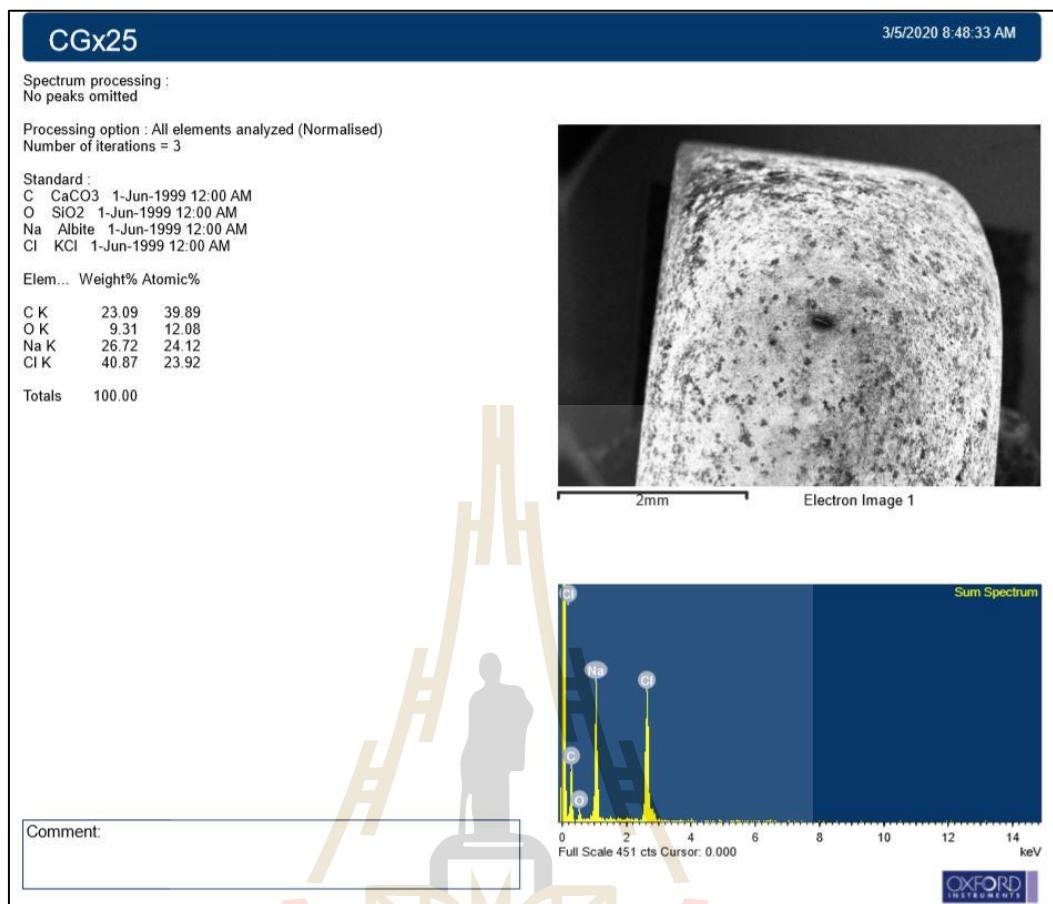 CGx25
3/5/2020 8:48:33 AM
Spectrum processing :
No peaks omitted
Processing option : All elements analyzed (Normalised)
Number of iterations = 3
Standard :
C CaCO3 1-Jun-1999 12:00 AM
O SiO2 1-Jun-1999 12:00 AM
Na Albite 1-Jun-1999 12:00 AM
Cl KCl 1-Jun-1999 12:00 AM
Elem... Weight% Atomic%
C K 23.09 39.89
O K 9.31 12.08
Na K 26.72 24.12
Cl K 40.87 23.92
Totals 100.00
2mm
Electron Image 1
Sum Spectrum
Cl
Na
Cl
C
O
0 2 4 6 8 10 12 14
Full Scale 451 cts Cursor: 0.000
keV
Comment:
OXFORD
INSTRUMENTS